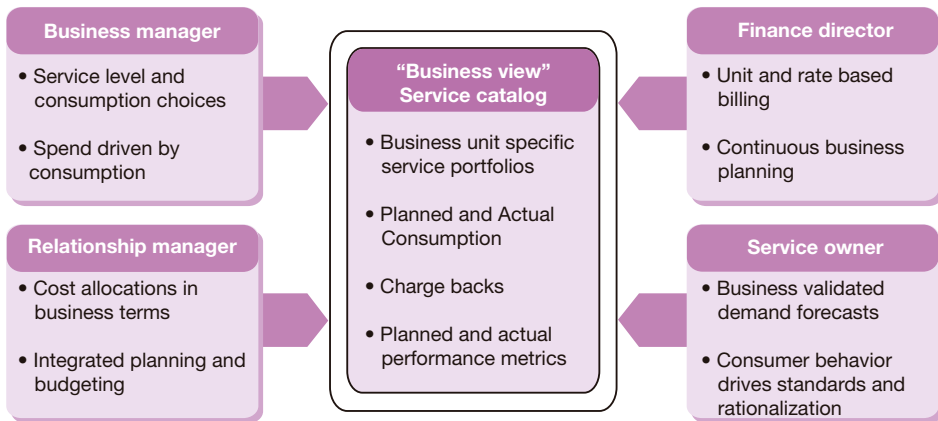 Business manager
• Service level and
consumption choices
• Spend driven by
consumption
Relationship manager
• Cost allocations in
business terms
• Integrated planning and
budgeting
“Business view”
Service catalog
• Business unit specific
service portfolios
• Planned and Actual
Consumption
• Charge backs
• Planned and actual
performance metrics
Finance director
• Unit and rate based
billing
• Continuous business
planning
Service owner
• Business validated
demand forecasts
• Consumer behavior
drives standards and
rationalization